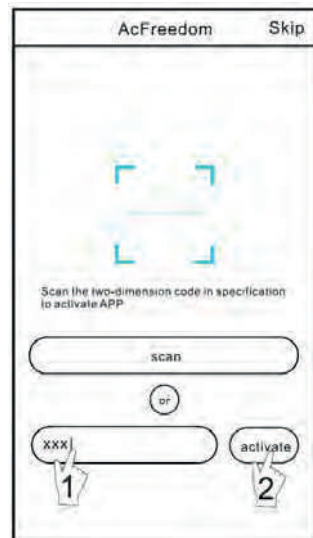 AcFreedom Skip
Scan the two-dimension code in specification
to activate APP
scan
or
xxx activate
1 2